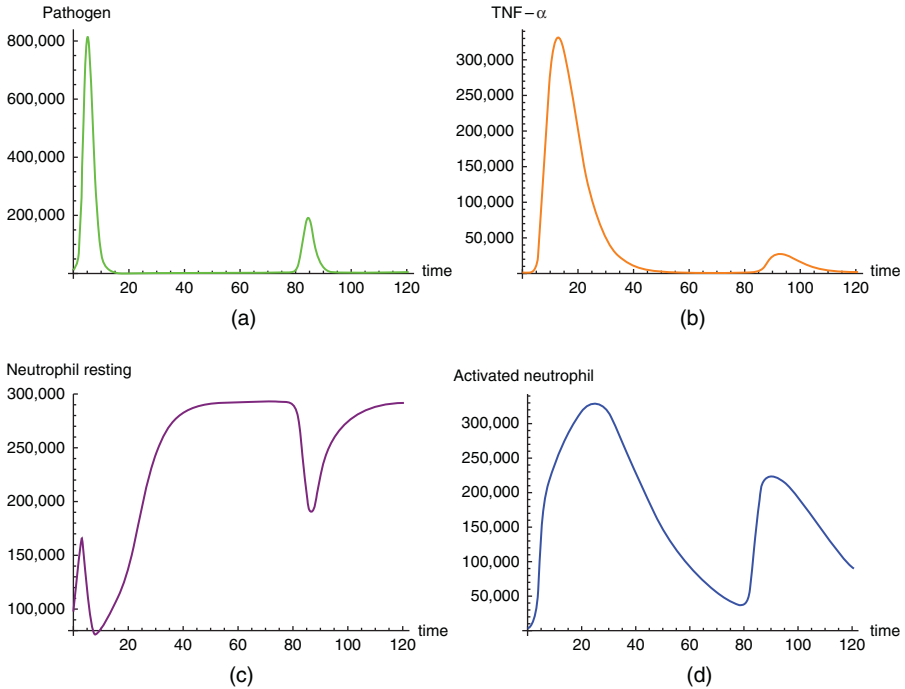 Pathogen
800,000
600,000
400,000
200,000
20 40 60 80 100 120
time
(a)
TNF−α
300,000
250,000
200,000
150,000
100,000
50,000
20 40 60 80 100 120
time
(b)
Neutrophil resting
300,000
250,000
200,000
150,000
100,000
0 20 40 60 80 100 120
time
(c)
Activated neutrophil
300,000
250,000
200,000
150,000
100,000
50,000
0 20 40 60 80 100 120
time
(d)